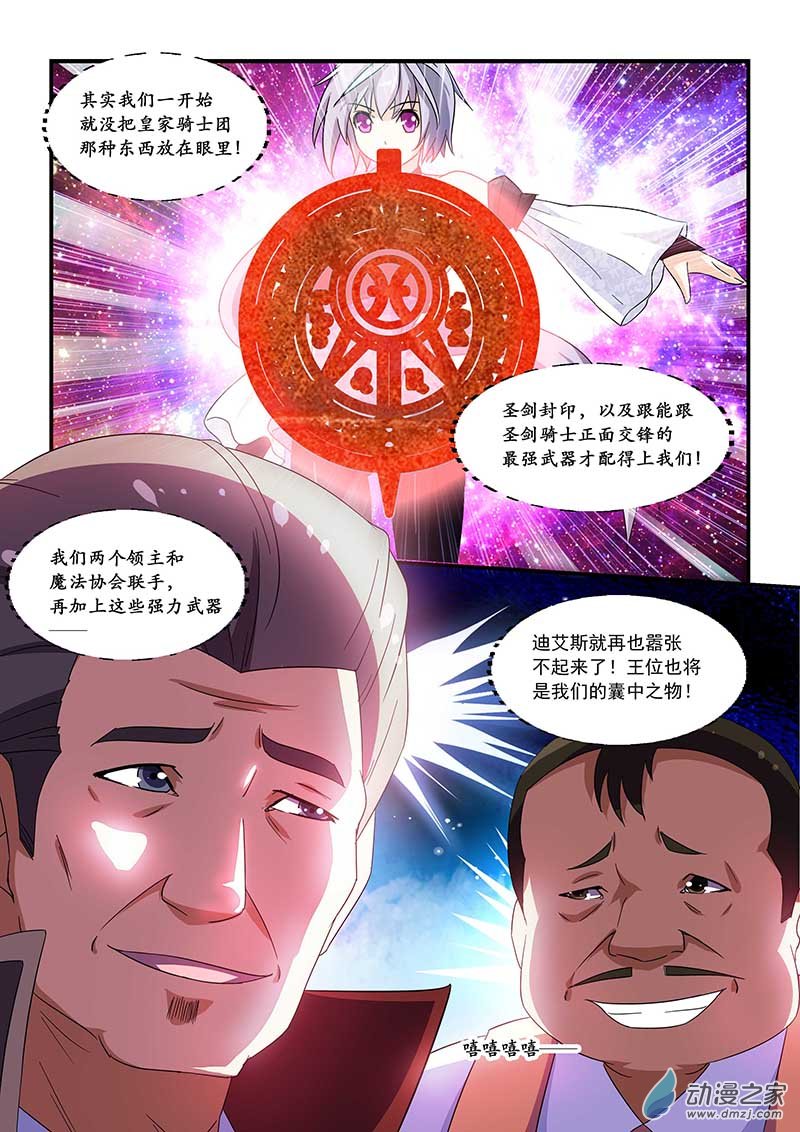 其实我们一开始
就没把皇家骑士团
那种东西放在眼里！
圣剑封印，以及跟能跟
圣剑骑士正面交锋的
最强武器才配得上我们！
我们两个领主和
魔法协会联手，
再加上这些强力武器
——
迪艾斯就再也嚣张
不起来了！王位也将
是我们的囊中之物！
嘻嘻嘻嘻——
动漫之家
www.dmzj.com